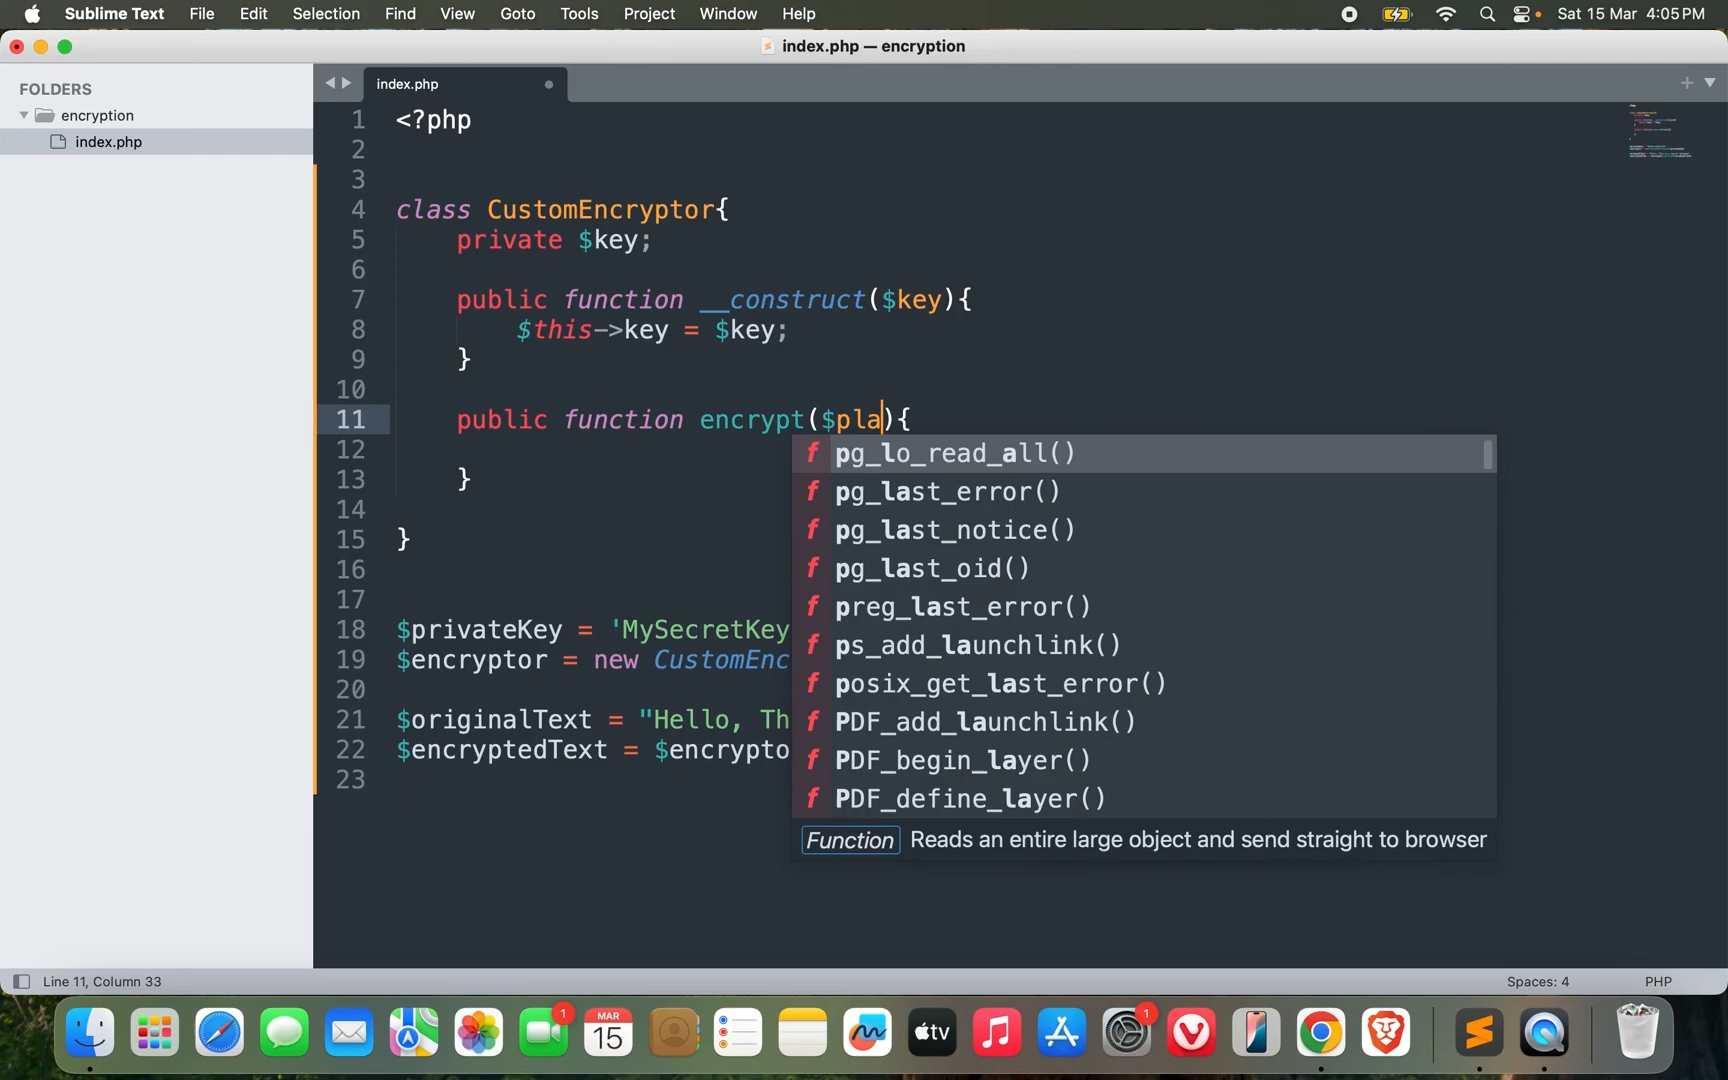 Sublime Text File Edit Selection Find View Goto Tools Project Window Help Sat 15 Mar 4:05 PM
index.php — encryption
FOLDERS
encryption
index.php
index.php
1 <?php
2
3
4 class CustomEncryptor{
5 private $key;
6
7 public function __construct($key){
8 $this->key = $key;
9 }
10
11 public function encrypt($pla){
12
13 }
14
15 }
16
17
18 $privateKey = 'MySecretKey
19 $encryptor = new CustomEnc
20
21 $originalText = "Hello, Th
22 $encryptedText = $encrypto
23
f pg_lo_read_all()
f pg_last_error()
f pg_last_notice()
f pg_last_oid()
f preg_last_error()
f ps_add_launchlink()
f posix_get_last_error()
f PDF_add_launchlink()
f PDF_begin_layer()
f PDF_define_layer()
Function Reads an entire large object and send straight to browser
Line 11, Column 33 Spaces: 4 PHP
1
MAR
15
tv
1